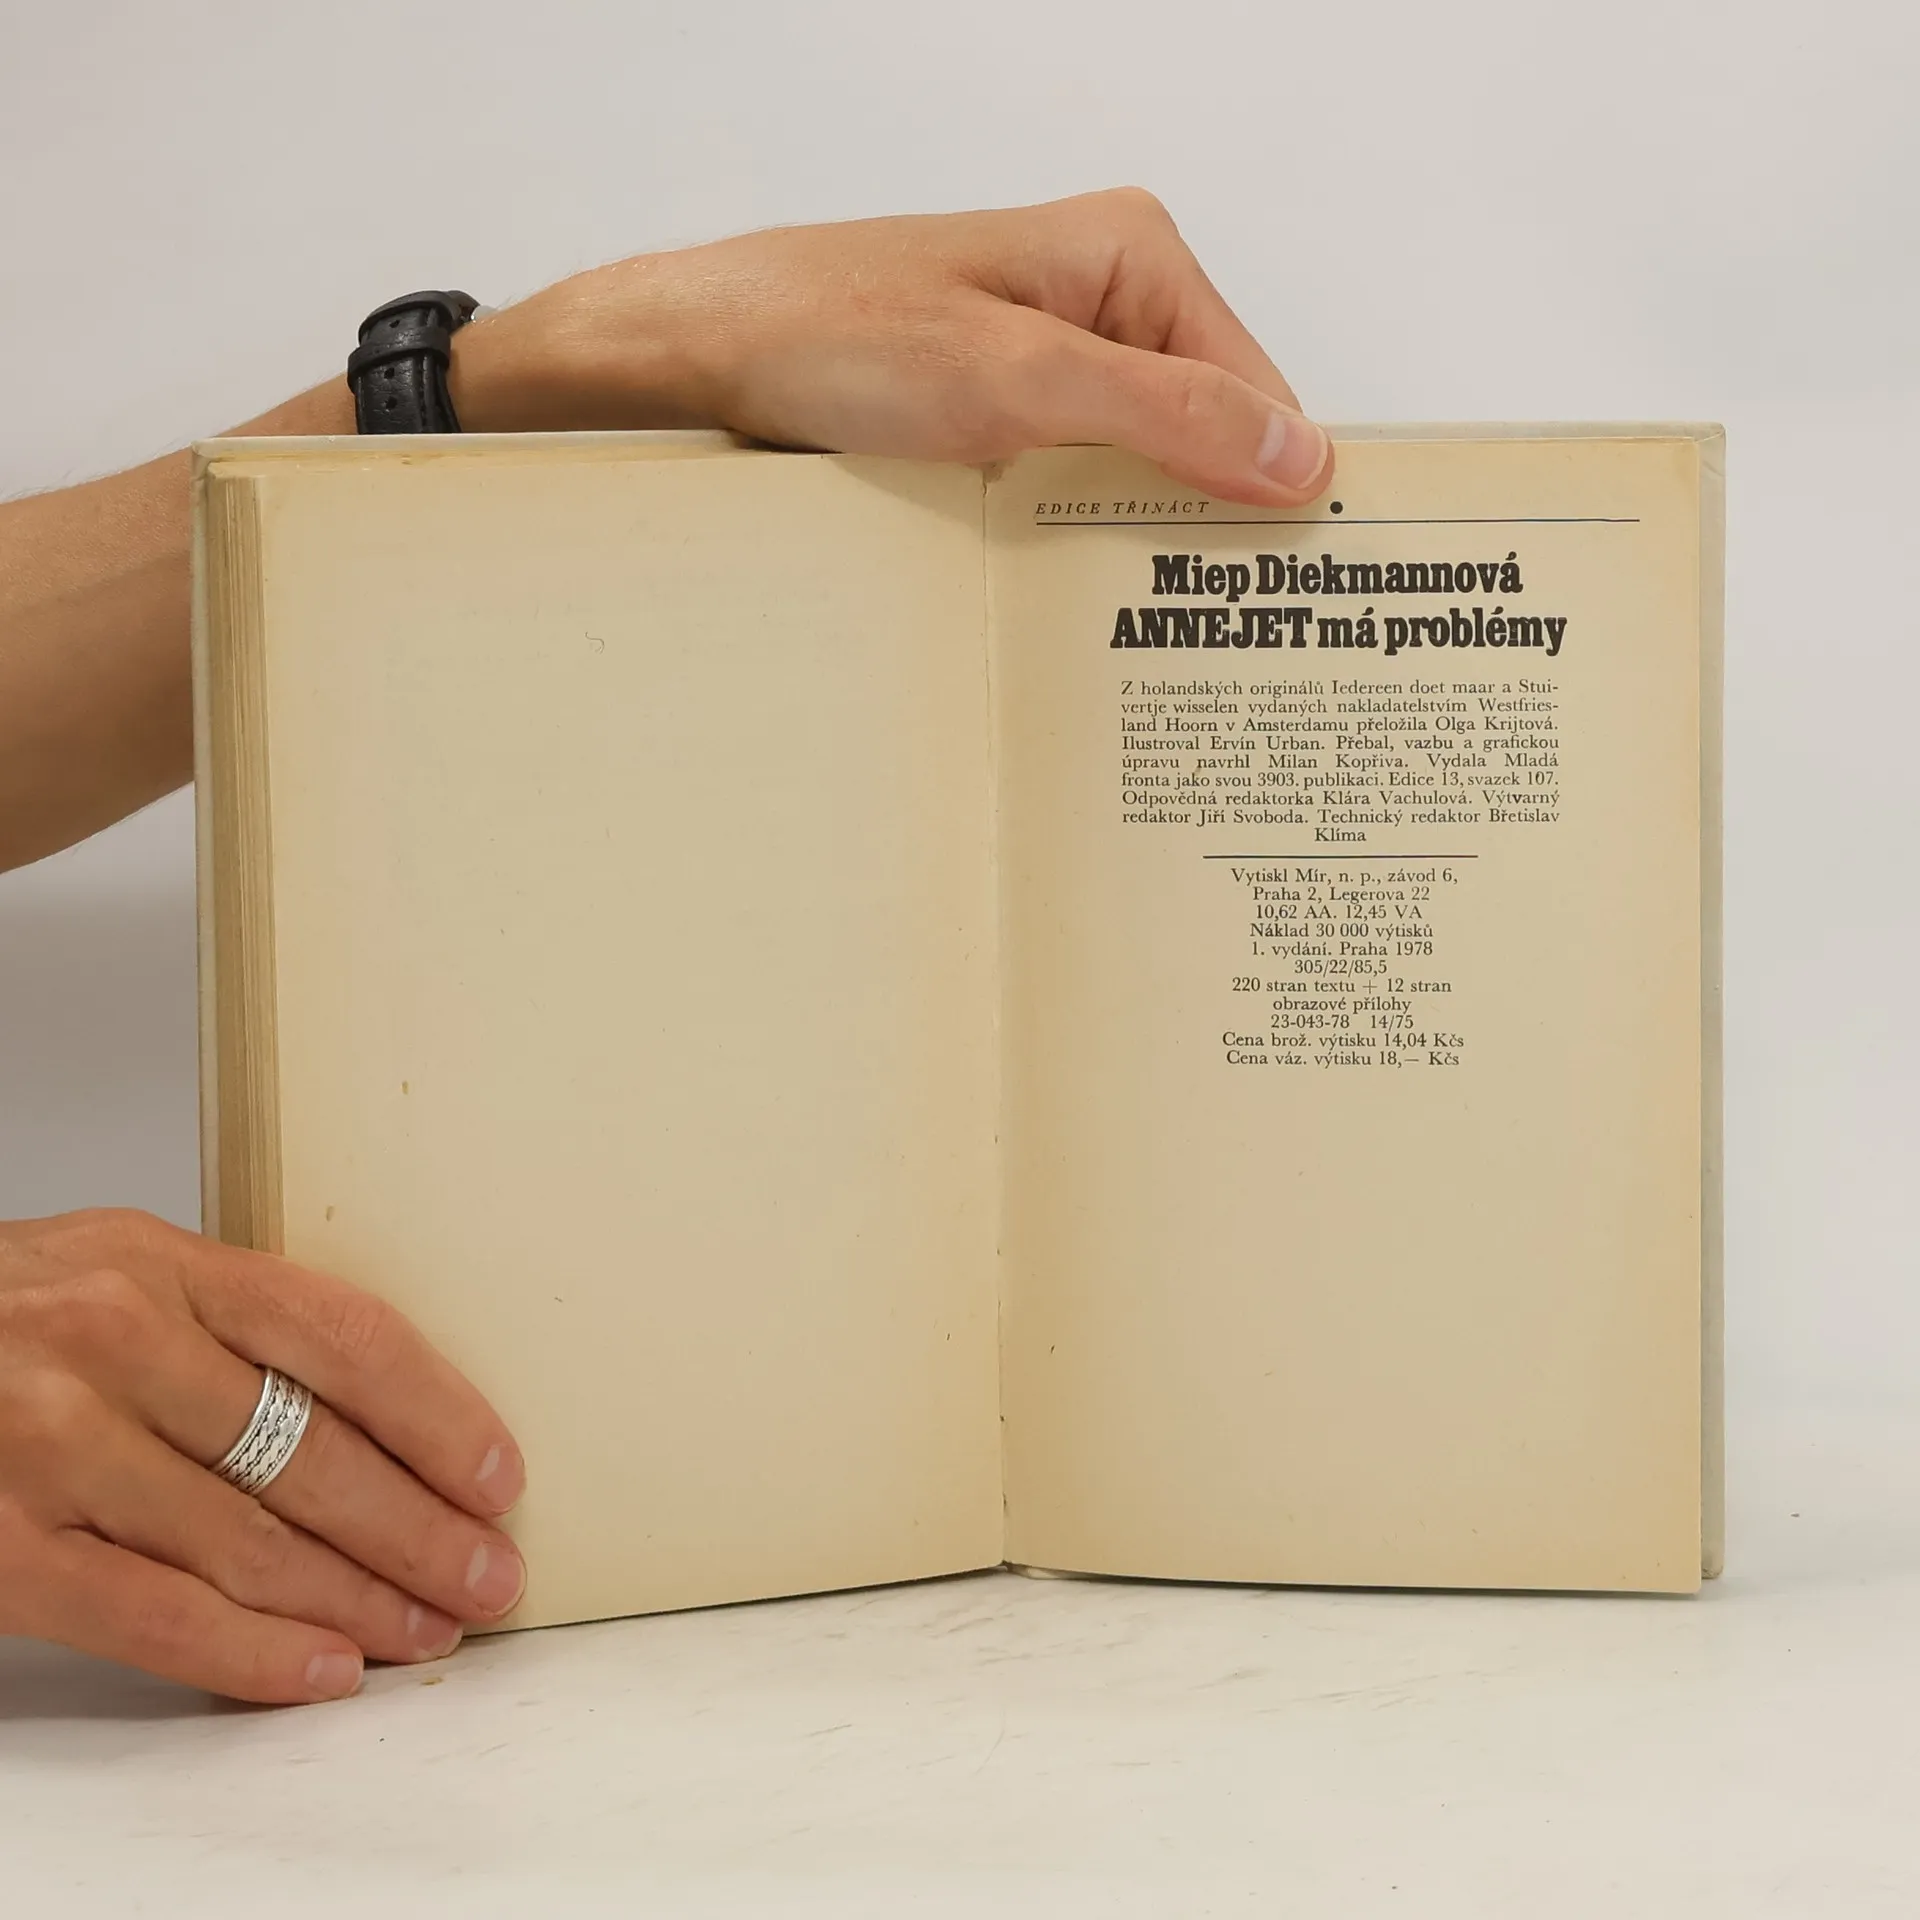 EDICE TŘINÁCT
Miep Diekmannová
ANNEJET má problémy
Z holandských originálů Iedereen doet maar a Stui-
vertje wisselen vydaných nakladatelstvím Westfries-
land Hoorn v Amsterdamu přeložila Olga Krijtová.
Ilustroval Ervín Urban. Přebal, vazbu a grafickou
úpravu navrhl Milan Kopřiva. Vydala Mladá
fronta jako svou 3903. publikaci. Edice 13, svazek 107.
Odpovědná redaktorka Klára Vachulová. Výtvarný
redaktor Jiří Svoboda. Technický redaktor Břetislav
Klíma
Vytiskl Mír, n. p., závod 6,
Praha 2, Legerova 22
10,62 AA. 12,45 VA
Náklad 30 000 výtisků
1. vydání. Praha 1978
305/22/85,5
220 stran textu + 12 stran
obrazové přílohy
23-043-78 14/75
Cena brož. výtisku 14,04 Kčs
Cena váz. výtisku 18,— Kčs